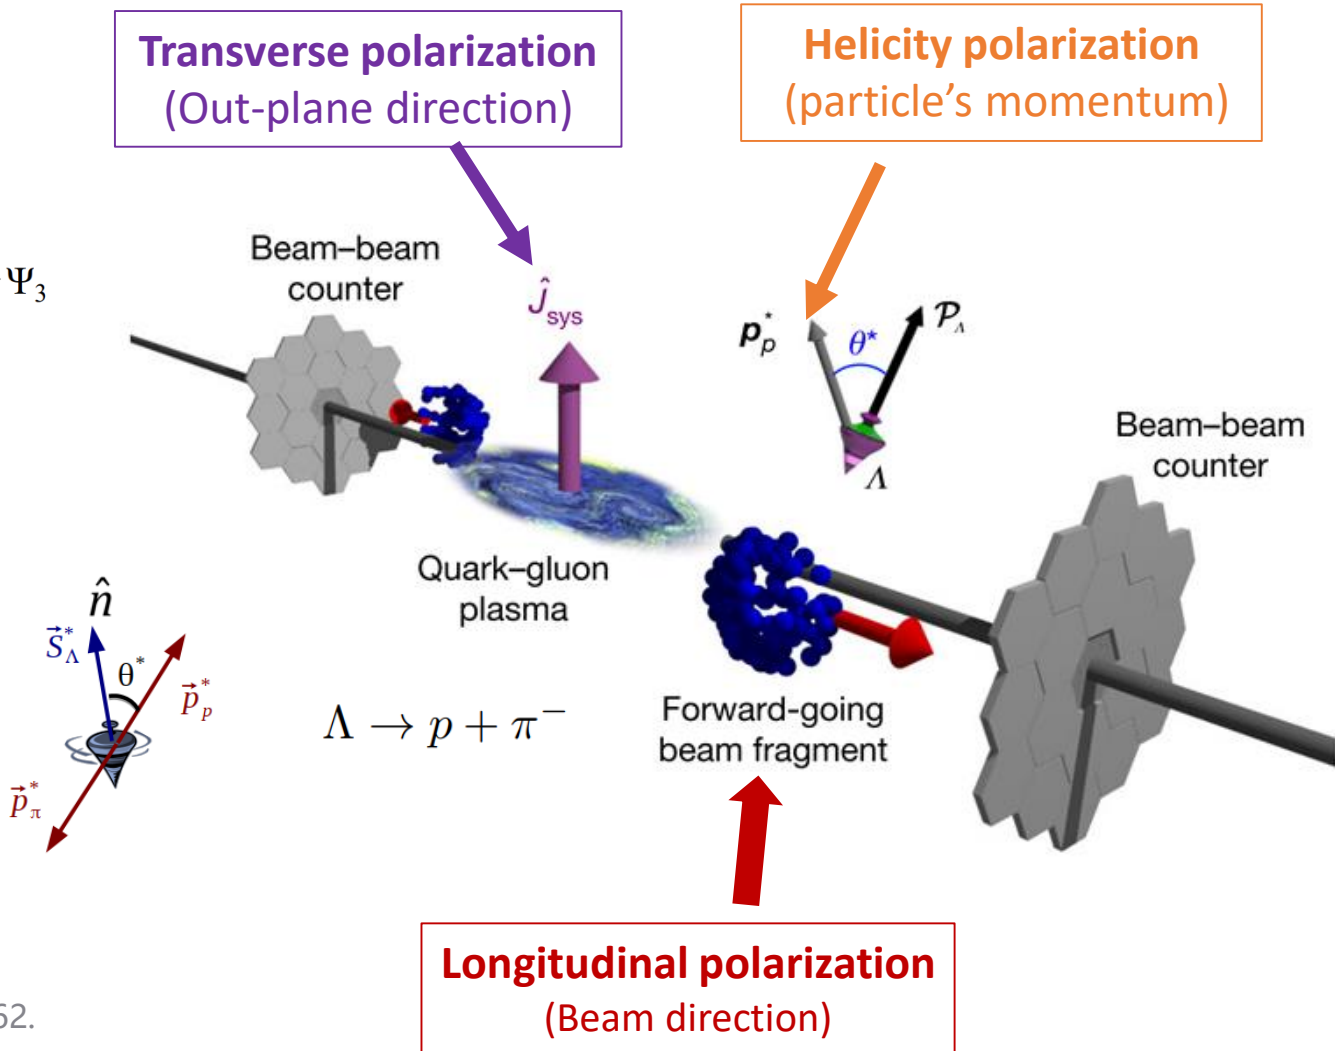 Transverse polarization
(Out-plane direction)
Helicity polarization
(particle's momentum)
Ψ₃
Beam–beam
counter
Ĵsys
p*p
θ*
𝒫Λ
Λ
Beam–beam
counter
Quark–gluon
plasma
n̂
S⃗*Λ
θ*
p⃗*p
p⃗*π
Λ → p + π⁻
Forward-going
beam fragment
Longitudinal polarization
(Beam direction)
62.